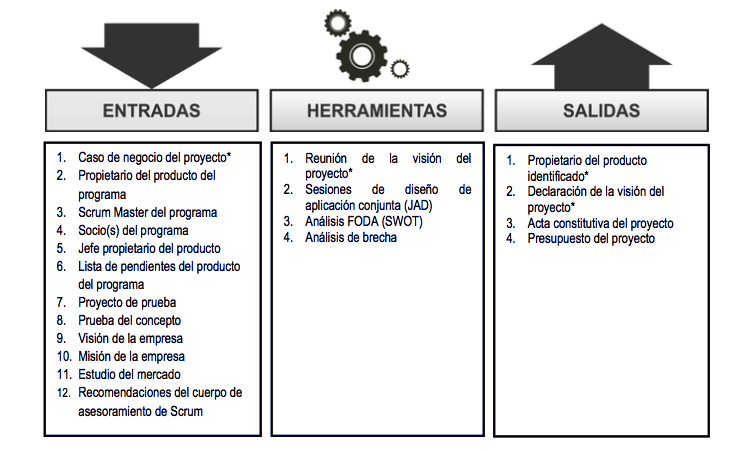 ENTRADAS
1. Caso de negocio del proyecto*
2. Propietario del producto del
programa
3. Scrum Master del programa
4. Socio(s) del programa
5. Jefe propietario del producto
6. Lista de pendientes del producto
del programa
7. Proyecto de prueba
8. Prueba del concepto
9. Visión de la empresa
10. Misión de la empresa
11. Estudio del mercado
12. Recomendaciones del cuerpo de
asesoramiento de Scrum
HERRAMIENTAS
1. Reunión de la visión del
proyecto*
2. Sesiones de diseño de
aplicación conjunta (JAD)
3. Análisis FODA (SWOT)
4. Análisis de brecha
SALIDAS
1. Propietario del producto
identificado*
2. Declaración de la visión del
proyecto*
3. Acta constitutiva del proyecto
4. Presupuesto del proyecto